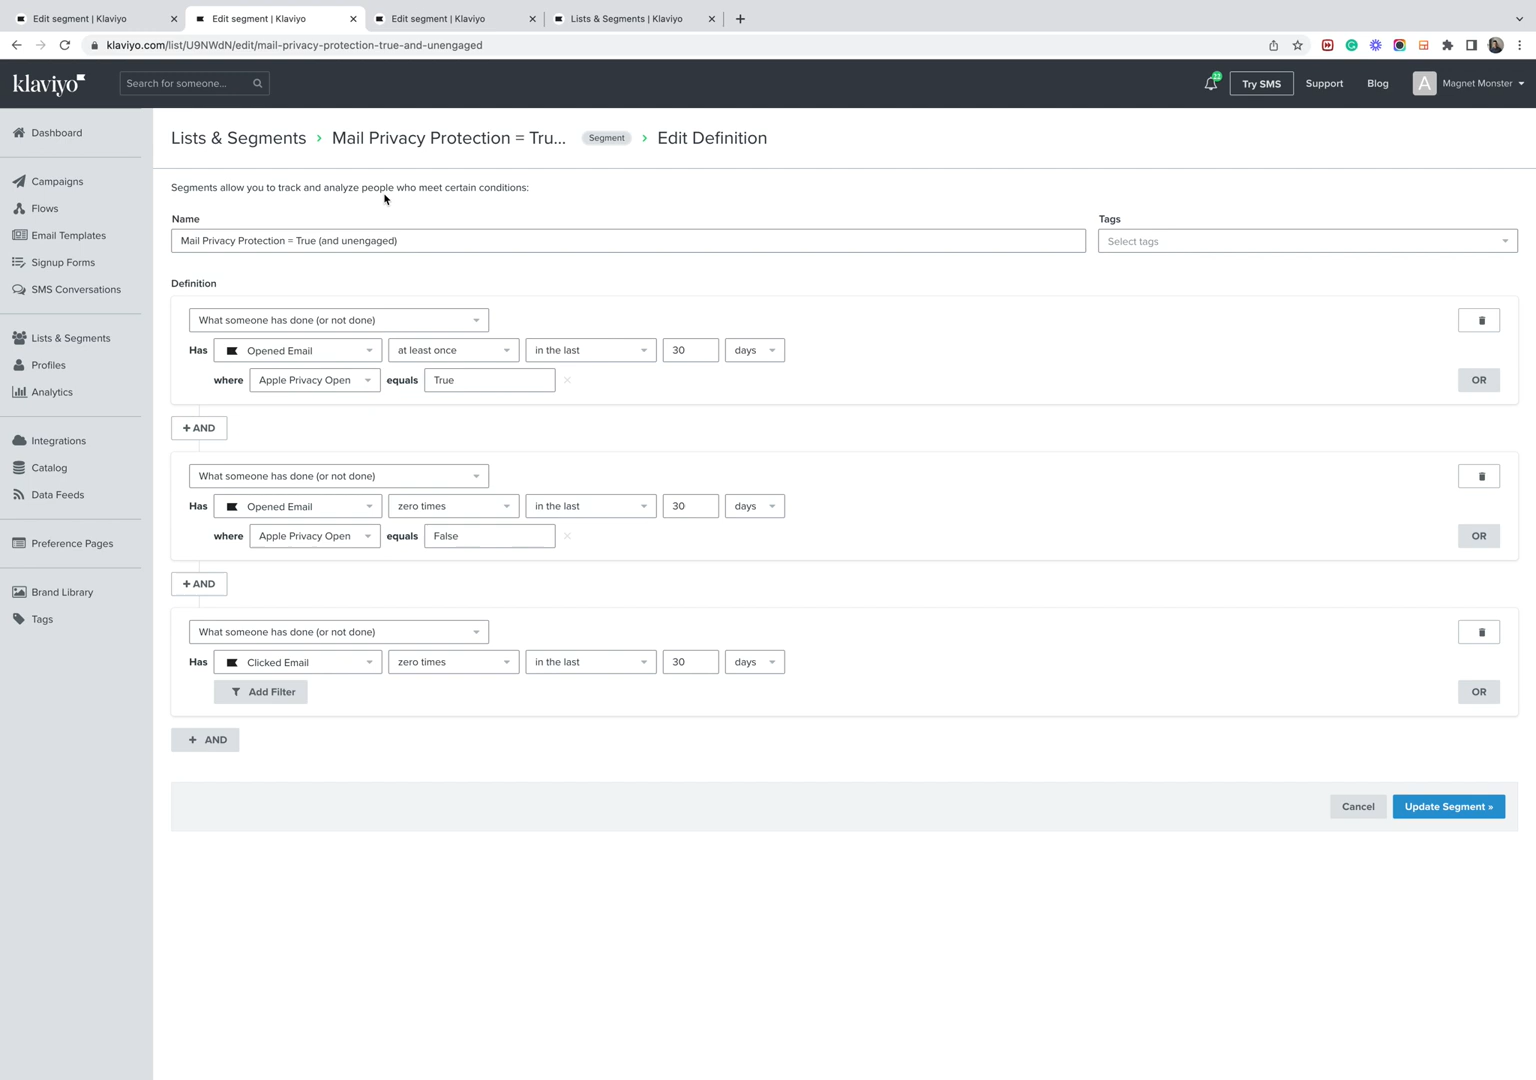 Edit segment | Klaviyo
Edit segment | Klaviyo
Edit segment | Klaviyo
Lists & Segments | Klaviyo
klaviyo.com/list/U9NWdN/edit/mail-privacy-protection-true-and-unengaged
klaviyo
Search for someone...
22
Try SMS
Support
Blog
A
Magnet Monster
Dashboard
Campaigns
Flows
Email Templates
Signup Forms
SMS Conversations
Lists & Segments
Profiles
Analytics
Integrations
Catalog
Data Feeds
Preference Pages
Brand Library
Tags
Lists & Segments › Mail Privacy Protection = Tru... Segment › Edit Definition
Segments allow you to track and analyze people who meet certain conditions:
Name
Tags
Mail Privacy Protection = True (and unengaged)
Select tags
Definition
What someone has done (or not done)
Has Opened Email at least once in the last 30 days
where Apple Privacy Open equals True ×
OR
+ AND
What someone has done (or not done)
Has Opened Email zero times in the last 30 days
where Apple Privacy Open equals False ×
OR
+ AND
What someone has done (or not done)
Has Clicked Email zero times in the last 30 days
Add Filter
OR
+ AND
Cancel
Update Segment »